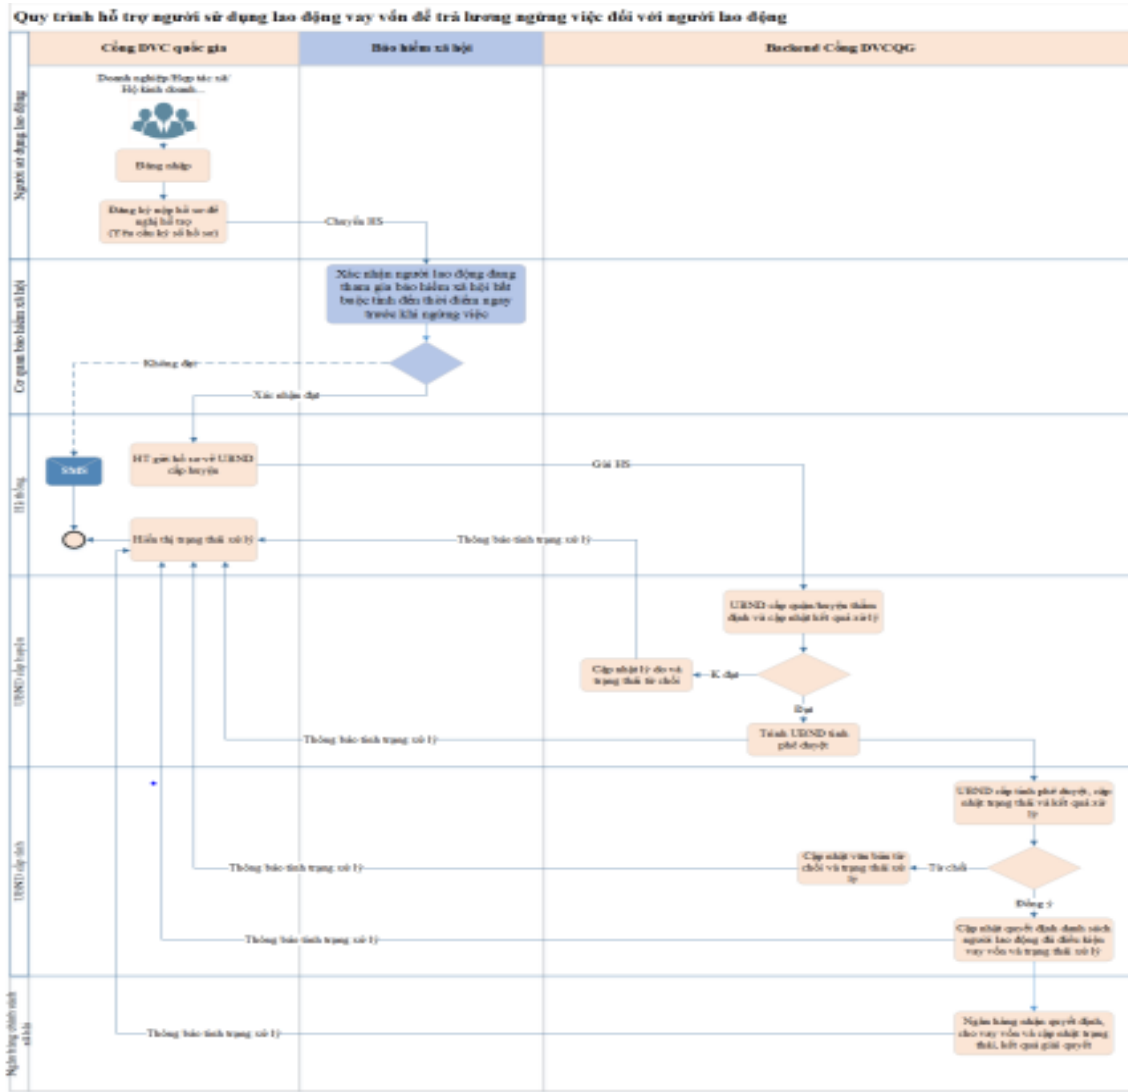 Quy trình hỗ trợ người sử dụng lao động vay vốn để trả lương ngừng việc đối với người lao động
Cổng DVC quốc gia
Bảo hiểm xã hội
Backend Cổng DVCQG
Người sử dụng lao động
Doanh nghiệp/Hợp tác xã/
Hộ kinh doanh...
Đăng nhập
Đăng ký nộp hồ sơ đề
nghị hỗ trợ
(Yêu cầu ký số hồ sơ)
Chuyển HS
Cơ quan bảo hiểm xã hội
Xác nhận người lao động đang
tham gia bảo hiểm xã hội bắt
buộc tính đến thời điểm ngay
trước khi ngừng việc
Không đạt
Xác nhận đạt
Hệ thống
SMS
HT gửi hồ sơ về UBND
cấp huyện
Gửi HS
Hiển thị trạng thái xử lý
Thông báo tình trạng xử lý
UBND cấp huyện
UBND cấp quận/huyện thẩm
định và cập nhật kết quả xử lý
Cập nhật lý do và
trạng thái từ chối
K đạt
Đạt
Thông báo tình trạng xử lý
Trình UBND tỉnh
phê duyệt
UBND cấp tỉnh
UBND cấp tỉnh phê duyệt, cập
nhật trạng thái và kết quả xử
lý
Thông báo tình trạng xử lý
Cập nhật văn bản từ
chối và trạng thái xử
lý
Từ chối
Đồng ý
Thông báo tình trạng xử lý
Cập nhật quyết định danh sách
người lao động đủ điều kiện
vay vốn và trạng thái xử lý
Ngân hàng chính sách
xã hội
Thông báo tình trạng xử lý
Ngân hàng nhận quyết định,
cho vay vốn và cập nhật trạng
thái, kết quả giải quyết